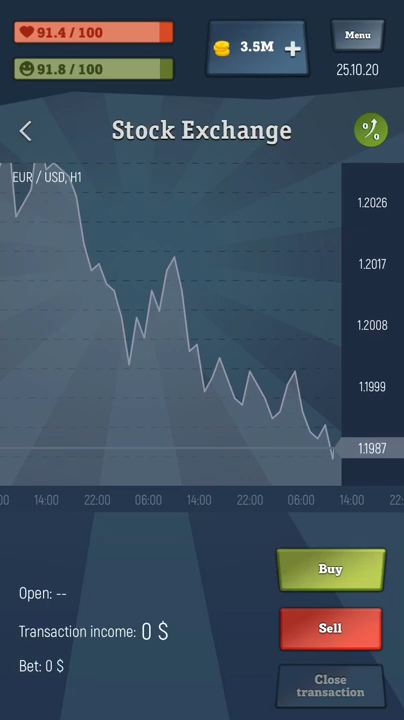 91.4 / 100
3.5M
Menu
91.8 / 100
25.10.20
Stock Exchange
%
EUR / USD, H1
1.2026
1.2017
1.2008
1.1999
1.1987
:00 14:00 22:00 06:00 14:00 22:00 06:00 14:00 22:
Buy
Open: --
Sell
Transaction income: 0 $
Bet: 0 $
Close
transaction